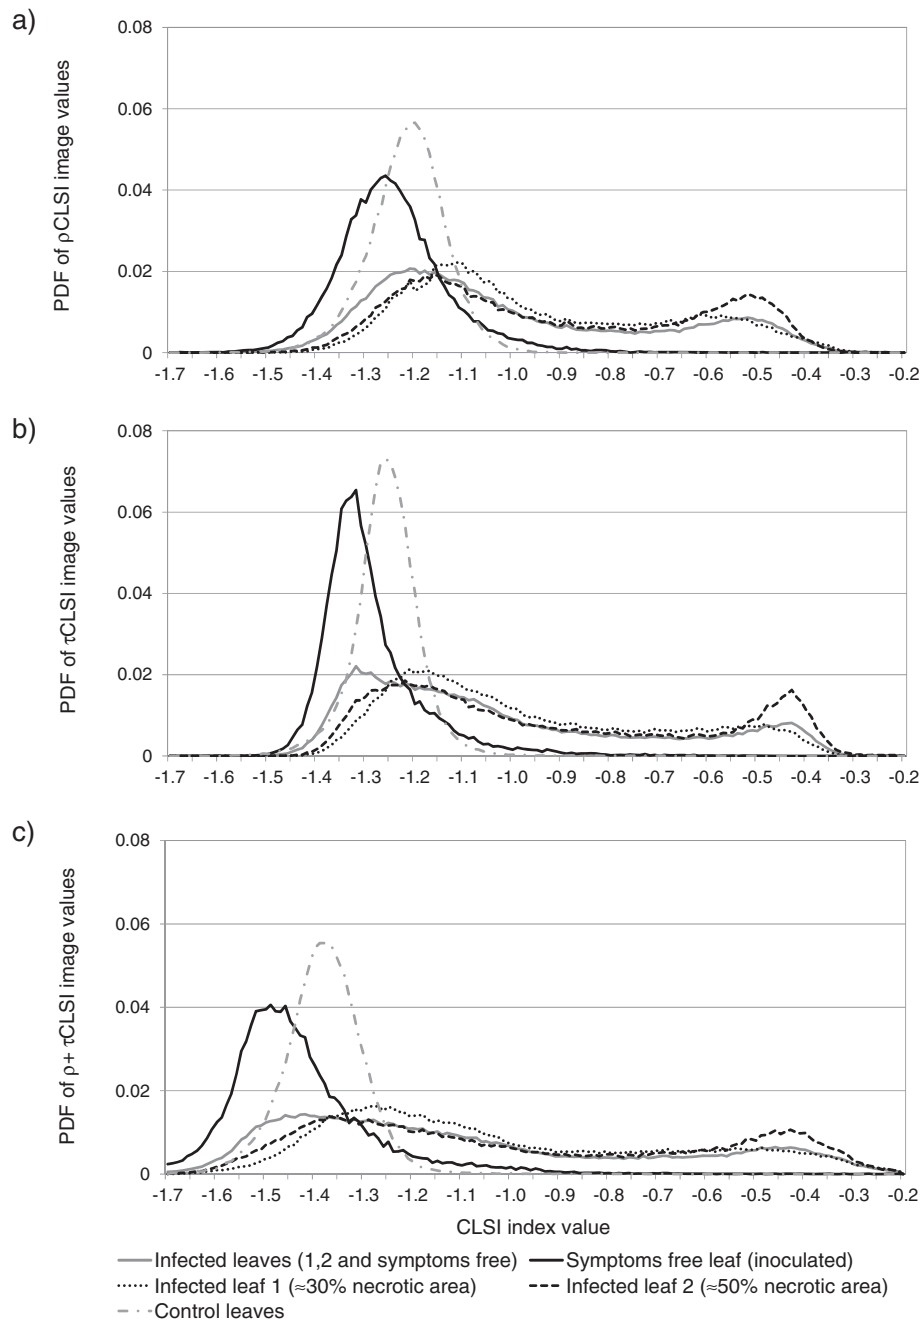 a)
PDF of ρCLSI image values
0.08
0.06
0.04
0.02
0
-1.7 -1.5 -1.4 -1.3 -1.2 -1.1 -1.0 -0.9 -0.8 -0.7 -0.6 -0.5 -0.4 -0.3 -0.2
b)
PDF of τCLSI image values
0.08
0.06
0.04
0.02
0
-1.7 -1.5 -1.4 -1.3 -1.2 -1.1 -1.0 -0.9 -0.8 -0.7 -0.6 -0.5 -0.4 -0.3 -0.2
c)
PDF of ρ+ τCLSI image values
0.08
0.06
0.04
0.02
0
-1.7 -1.5 -1.4 -1.3 -1.2 -1.1 -1.0 -0.9 -0.8 -0.7 -0.6 -0.5 -0.4 -0.3 -0.2
CLSI index value
Infected leaves (1,2 and symptoms free) Symptoms free leaf (inoculated)
Infected leaf 1 (≈30% necrotic area) Infected leaf 2 (≈50% necrotic area)
Control leaves